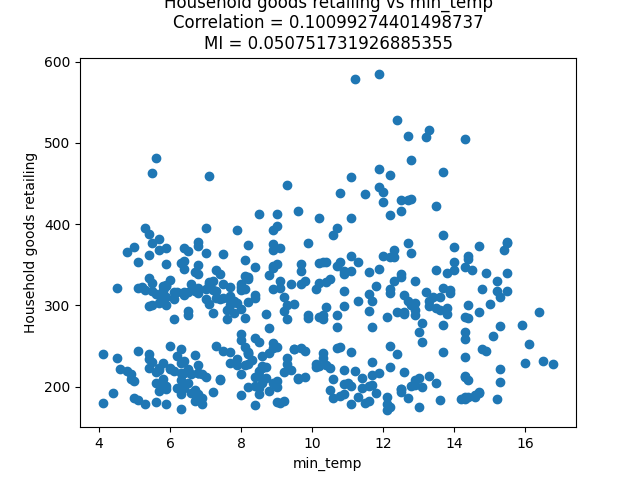 Household goods retailing vs min_temp
Correlation = 0.10099274401498737
MI = 0.050751731926885355
600
500
400
300
200
Household goods retailing
4 6 8 10 12 14 16
min_temp